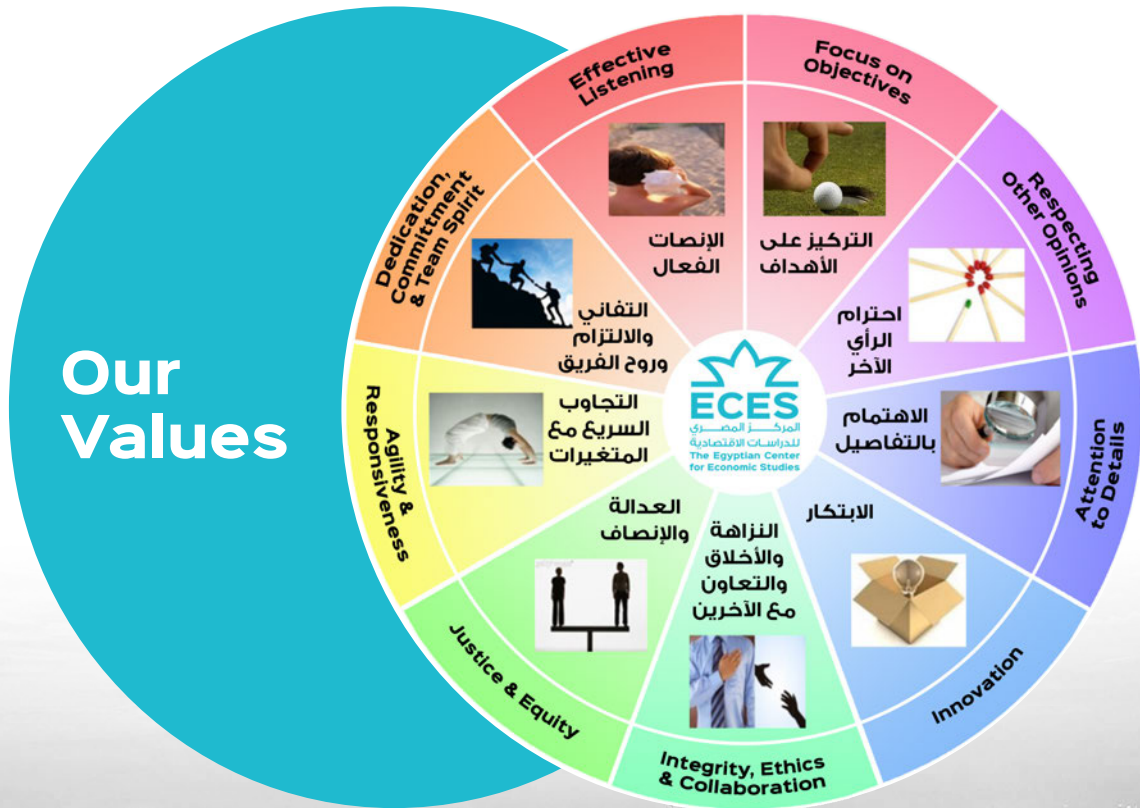 Our
Values
Effective
Listening
الإنصات
الفعال
Focus on
Objectives
التركيز على
الأهداف
Respecting
Other Opinions
احترام
الرأي
الآخر
Attention
to Details
الاهتمام
بالتفاصيل
Innovation
الابتكار
Integrity, Ethics
& Collaboration
النزاهة
والأخلاق
والتعاون
مع الآخرين
Justice & Equity
العدالة
والإنصاف
Agility &
Responsiveness
التجاوب
السريع مع
المتغيرات
Dedication,
Committment
& Team Spirit
التفاني
والالتزام
وروح الفريق
ECES
المركز المصري
للدراسات الاقتصادية
The Egyptian Center
for Economic Studies